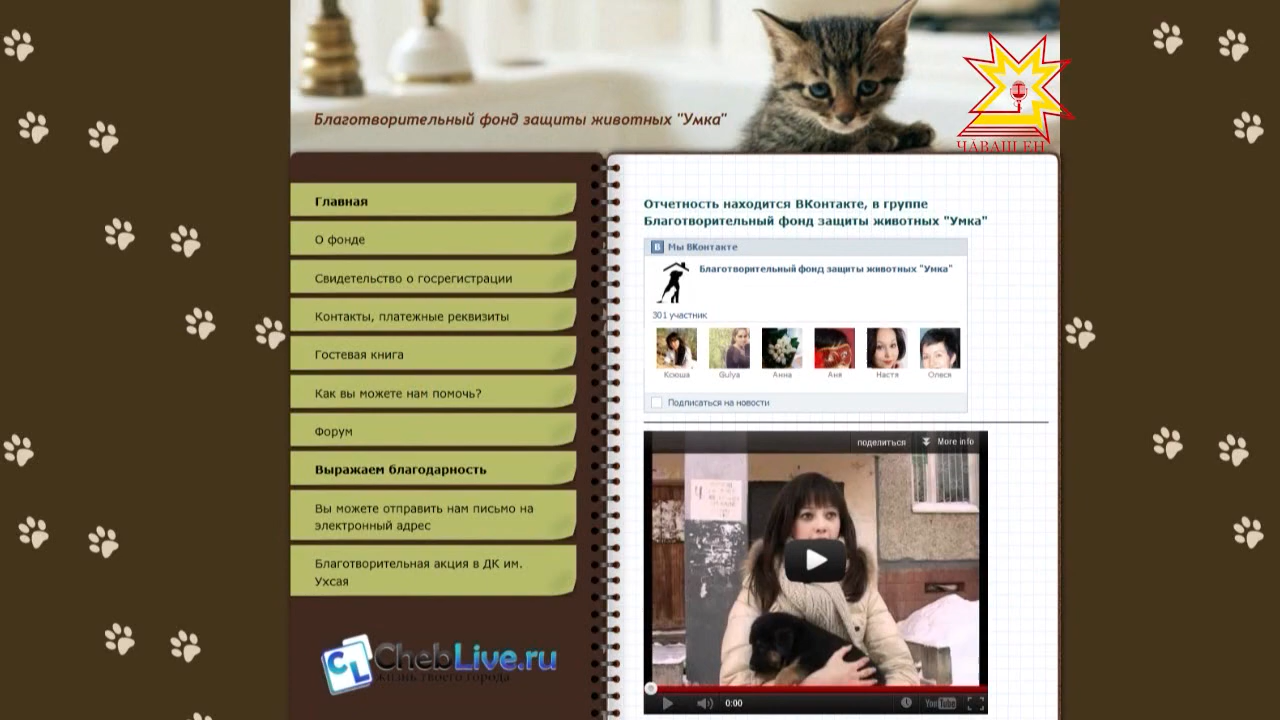 Благотворительный фонд защиты животных "Умка"
ЧӐВАШ ЕН
Главная
О фонде
Свидетельство о госрегистрации
Контакты, платежные реквизиты
Гостевая книга
Как вы можете нам помочь?
Форум
Выражаем благодарность
Вы можете отправить нам письмо на
электронный адрес
Благотворительная акция в ДК им.
Ухсая
CL ChebLive.ru
жизнь твоего города
Отчетность находится ВКонтакте, в группе
Благотворительный фонд защиты животных "Умка"
В Мы ВКонтакте
Благотворительный фонд защиты животных "Умка"
301 участник
Ксюша Gulya Анна Аня Настя Олеся
Подписаться на новости
поделиться More info
0:00 YouTube